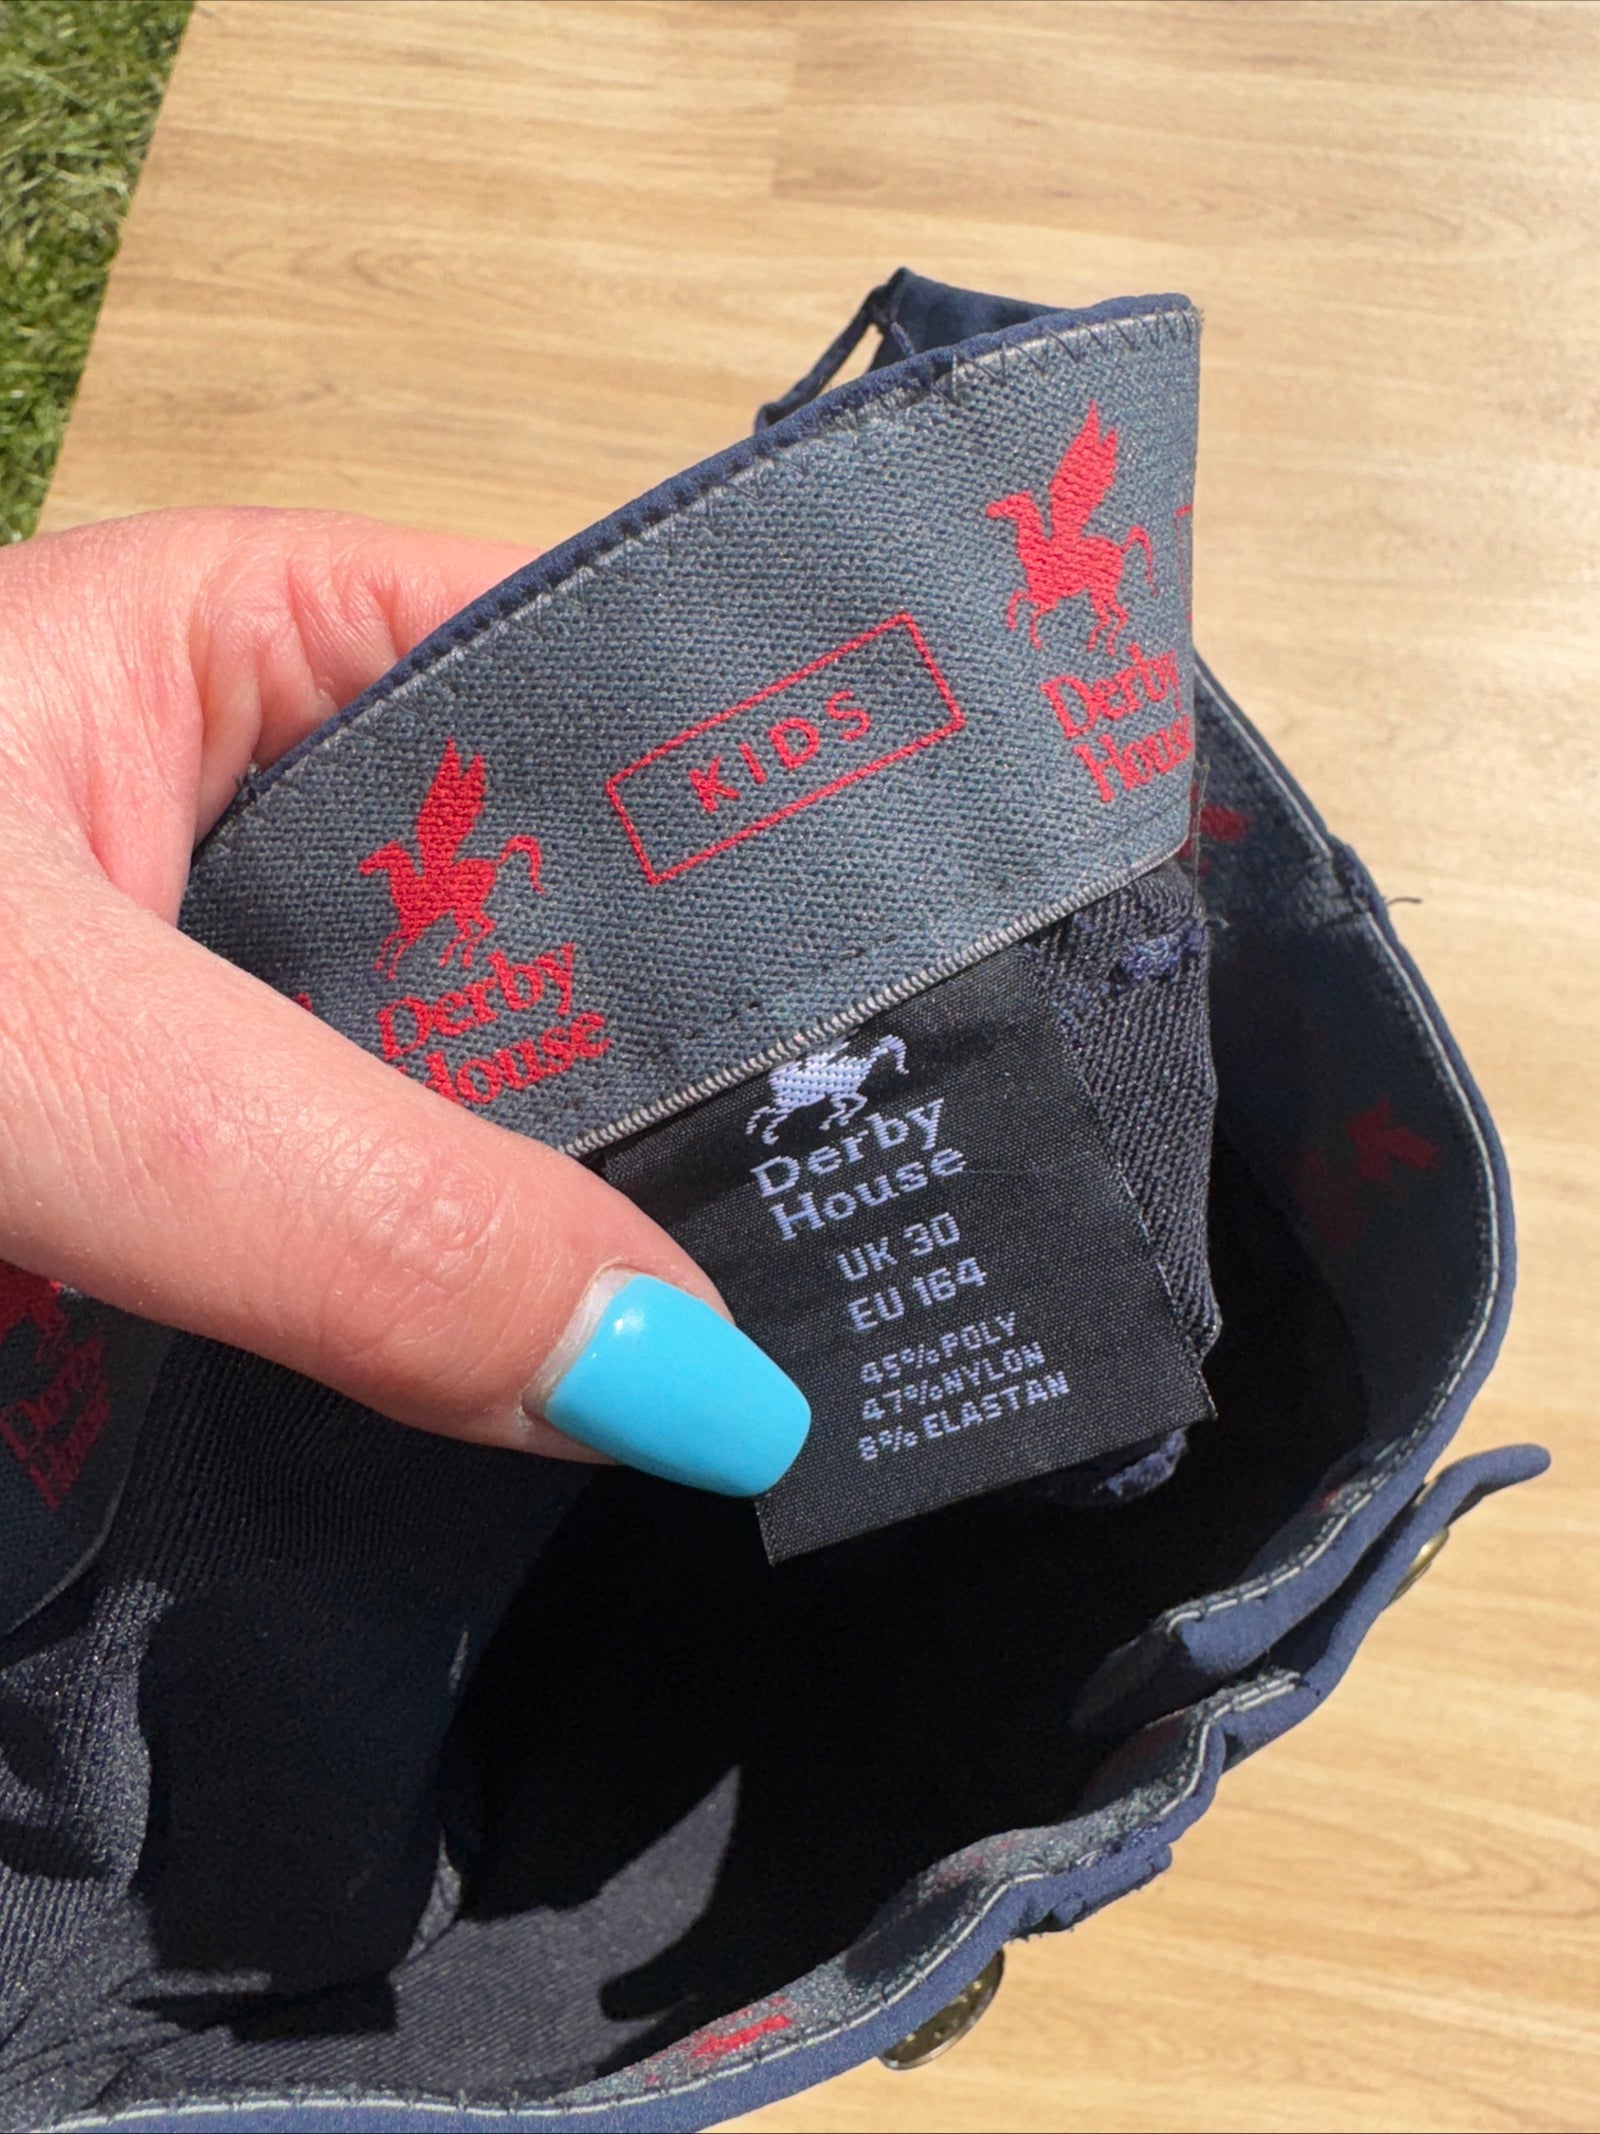 Derby
House
KIDS
Derby
House
Derby
House
UK 30
EU 164
45% POLY
47% NYLON
8% ELASTAN